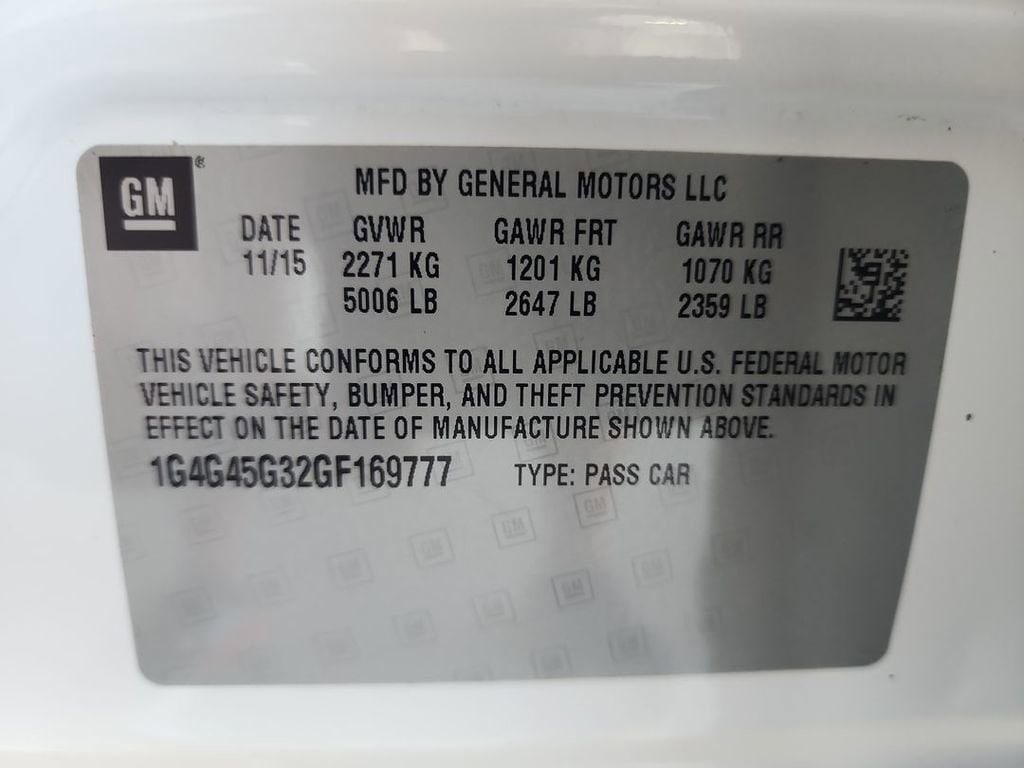 GM ®
MFD BY GENERAL MOTORS LLC
DATE GVWR GAWR FRT GAWR RR
11/15 2271 KG 1201 KG 1070 KG
5006 LB 2647 LB 2359 LB
THIS VEHICLE CONFORMS TO ALL APPLICABLE U.S. FEDERAL MOTOR
VEHICLE SAFETY, BUMPER, AND THEFT PREVENTION STANDARDS IN
EFFECT ON THE DATE OF MANUFACTURE SHOWN ABOVE.
1G4G45G32GF169777 TYPE: PASS CAR